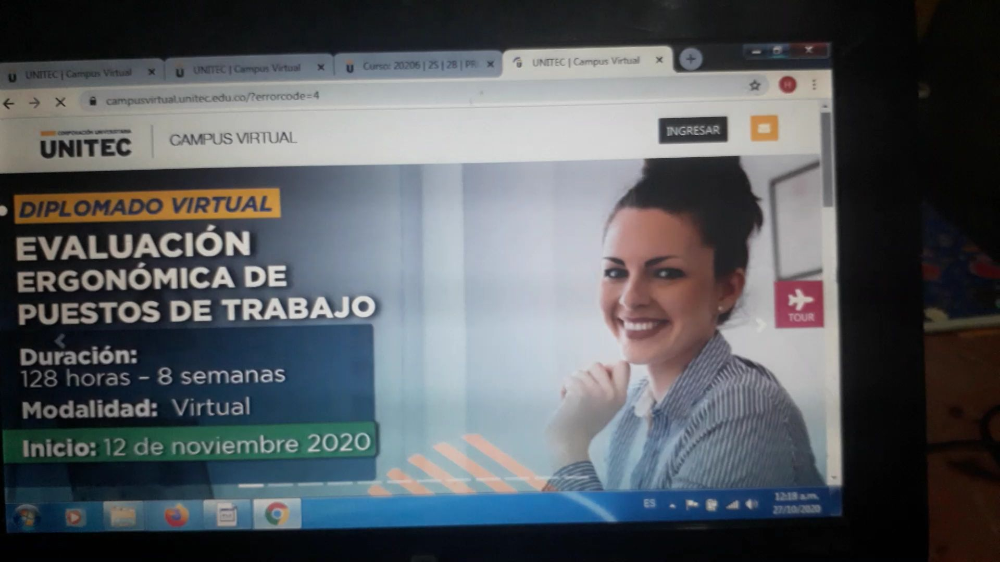 UNITEC | Campus Virtual
UNITEC | Campus Virtual
Curso: 20206 | 2S | 2B | PR
UNITEC | Campus Virtual
campusvirtual.unitec.edu.co/?errorcode=4
H
CORPORACIÓN UNIVERSITARIA
UNITEC
CAMPUS VIRTUAL
INGRESAR
DIPLOMADO VIRTUAL
EVALUACIÓN
ERGONÓMICA DE
PUESTOS DE TRABAJO
Duración:
128 horas – 8 semanas
Modalidad: Virtual
Inicio: 12 de noviembre 2020
TOUR
ES
12:18 a.m.
27/10/2020